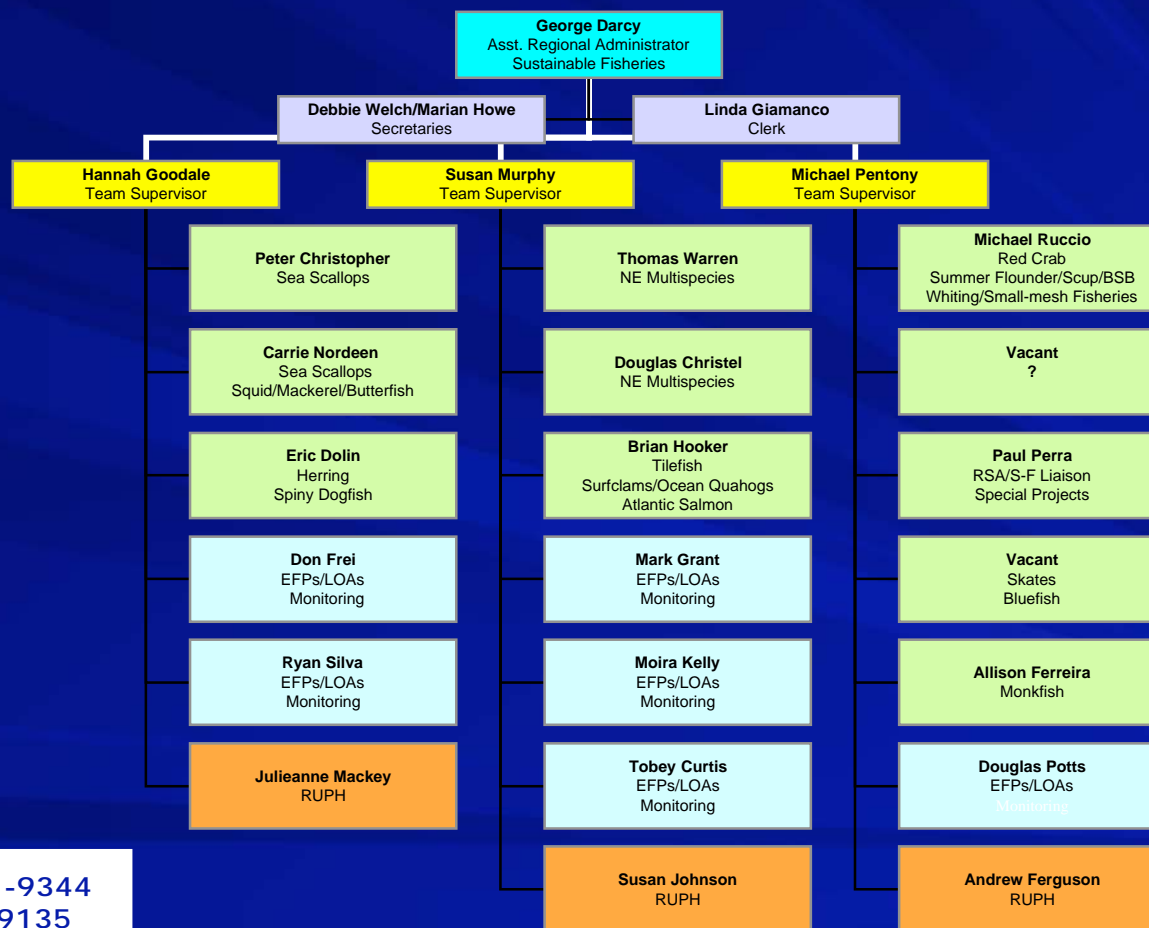 George Darcy
Asst. Regional Administrator
Sustainable Fisheries
Debbie Welch/Marian Howe
Secretaries
Linda Giamanco
Clerk
Hannah Goodale
Team Supervisor
Susan Murphy
Team Supervisor
Michael Pentony
Team Supervisor
Peter Christopher
Sea Scallops
Carrie Nordeen
Sea Scallops
Squid/Mackerel/Butterfish
Eric Dolin
Herring
Spiny Dogfish
Don Frei
EFPs/LOAs
Monitoring
Ryan Silva
EFPs/LOAs
Monitoring
Julieanne Mackey
RUPH
Thomas Warren
NE Multispecies
Douglas Christel
NE Multispecies
Brian Hooker
Tilefish
Surfclams/Ocean Quahogs
Atlantic Salmon
Mark Grant
EFPs/LOAs
Monitoring
Moira Kelly
EFPs/LOAs
Monitoring
Tobey Curtis
EFPs/LOAs
Monitoring
Susan Johnson
RUPH
Michael Ruccio
Red Crab
Summer Flounder/Scup/BSB
Whiting/Small-mesh Fisheries
Vacant
?
Paul Perra
RSA/S-F Liaison
Special Projects
Vacant
Skates
Bluefish
Allison Ferreira
Monkfish
Douglas Potts
EFPs/LOAs
Monitoring
Andrew Ferguson
RUPH
-9344
9135